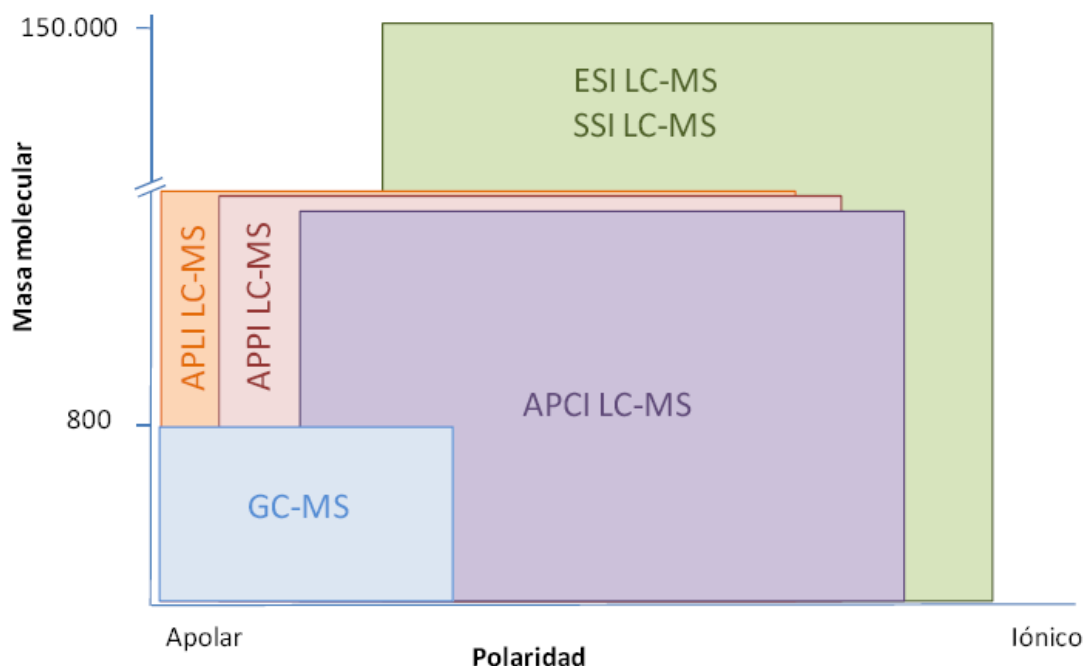 150.000
ESI LC-MS
SSI LC-MS
Masa molecular
APLI LC-MS
APPI LC-MS
APCI LC-MS
800
GC-MS
Apolar
Iónico
Polaridad